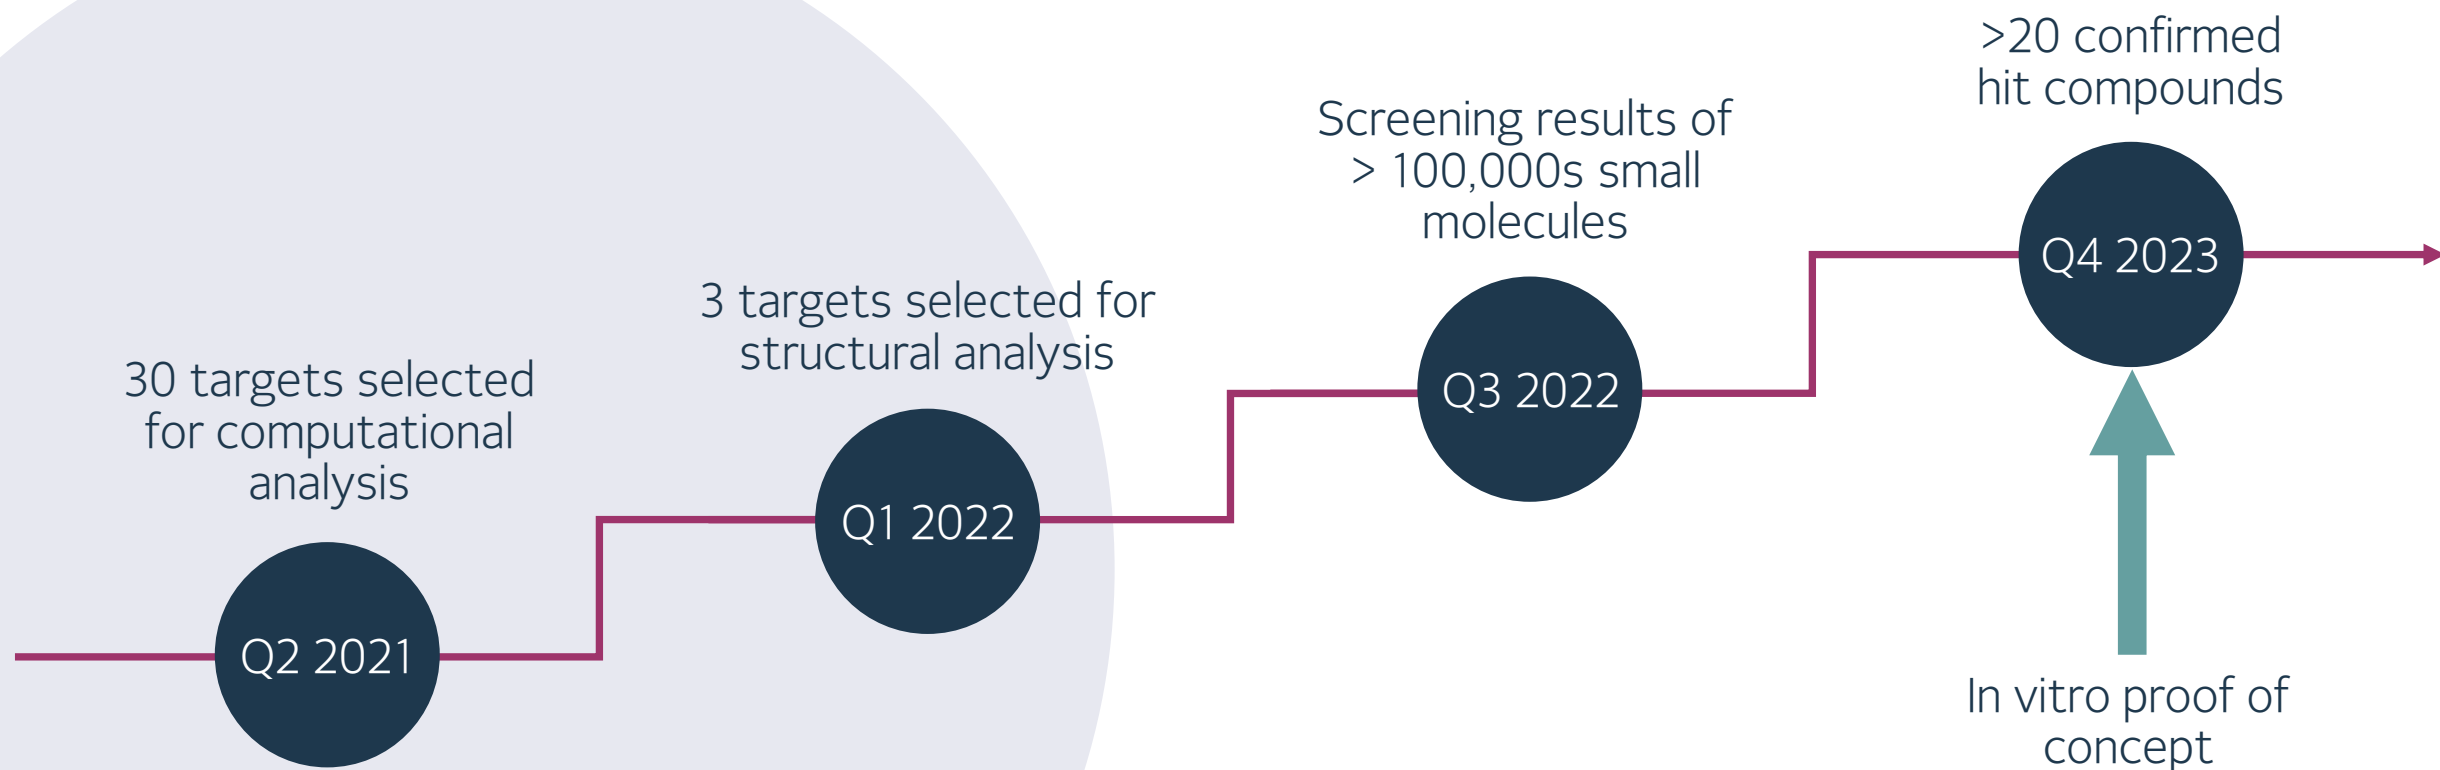 30 targets selected
for computational
analysis
Q2 2021
3 targets selected for
structural analysis
Q1 2022
Screening results of
> 100,000s small
molecules
Q3 2022
>20 confirmed
hit compounds
Q4 2023
In vitro proof of
concept